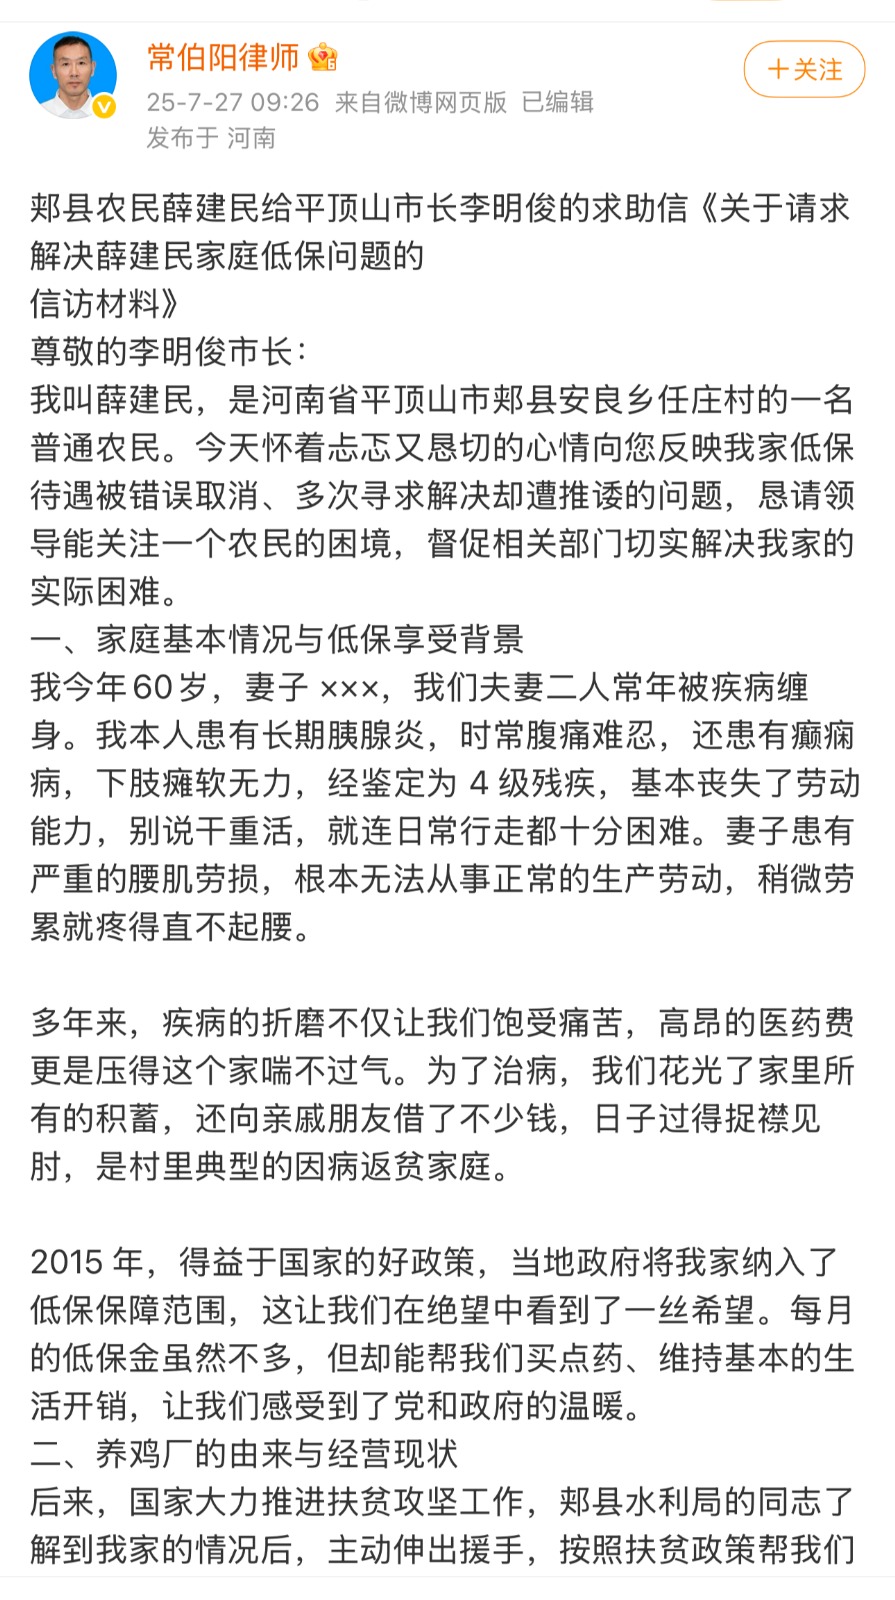 常伯阳律师
25-7-27 09:26 来自微博网页版 已编辑
发布于 河南
+关注
郏县农民薛建民给平顶山市长李明俊的求助信《关于请求
解决薛建民家庭低保问题的
信访材料》
尊敬的李明俊市长：
我叫薛建民，是河南省平顶山市郏县安良乡任庄村的一名
普通农民。今天怀着忐忑又恳切的心情向您反映我家低保
待遇被错误取消、多次寻求解决却遭推诿的问题，恳请领
导能关注一个农民的困境，督促相关部门切实解决我家的
实际困难。
一、家庭基本情况与低保享受背景
我今年60岁，妻子 ×××，我们夫妻二人常年被疾病缠
身。我本人患有长期胰腺炎，时常腹痛难忍，还患有癫痫
病，下肢瘫软无力，经鉴定为 4 级残疾，基本丧失了劳动
能力，别说干重活，就连日常行走都十分困难。妻子患有
严重的腰肌劳损，根本无法从事正常的生产劳动，稍微劳
累就疼得直不起腰。
多年来，疾病的折磨不仅让我们饱受痛苦，高昂的医药费
更是压得这个家喘不过气。为了治病，我们花光了家里所
有的积蓄，还向亲戚朋友借了不少钱，日子过得捉襟见
肘，是村里典型的因病返贫家庭。
2015 年，得益于国家的好政策，当地政府将我家纳入了
低保保障范围，这让我们在绝望中看到了一丝希望。每月
的低保金虽然不多，但却能帮我们买点药、维持基本的生
活开销，让我们感受到了党和政府的温暖。
二、养鸡厂的由来与经营现状
后来，国家大力推进扶贫攻坚工作，郏县水利局的同志了
解到我家的情况后，主动伸出援手，按照扶贫政策帮我们